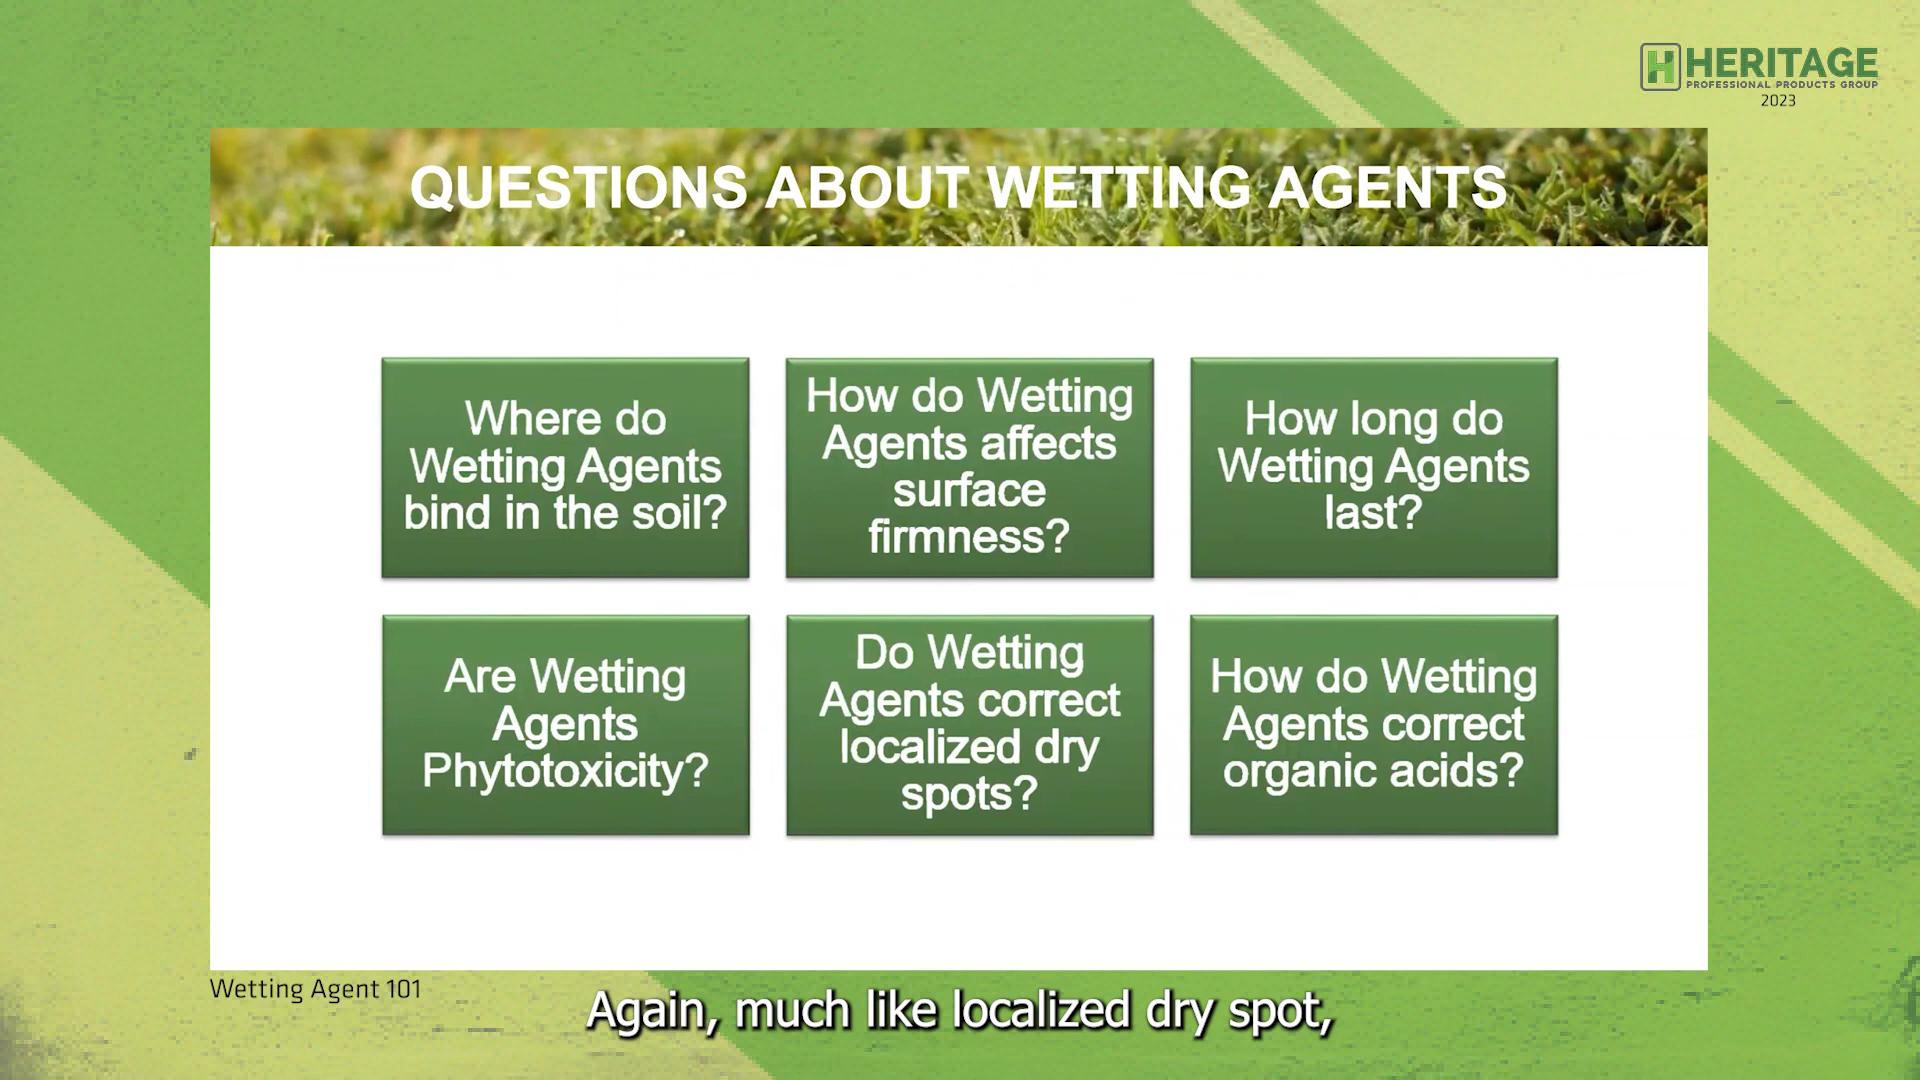 HERITAGE
PROFESSIONAL PRODUCTS GROUP
2023
QUESTIONS ABOUT WETTING AGENTS
Where do
Wetting Agents
bind in the soil?
How do Wetting
Agents affects
surface
firmness?
How long do
Wetting Agents
last?
Are Wetting
Agents
Phytotoxicity?
Do Wetting
Agents correct
localized dry
spots?
How do Wetting
Agents correct
organic acids?
Wetting Agent 101
Again, much like localized dry spot,